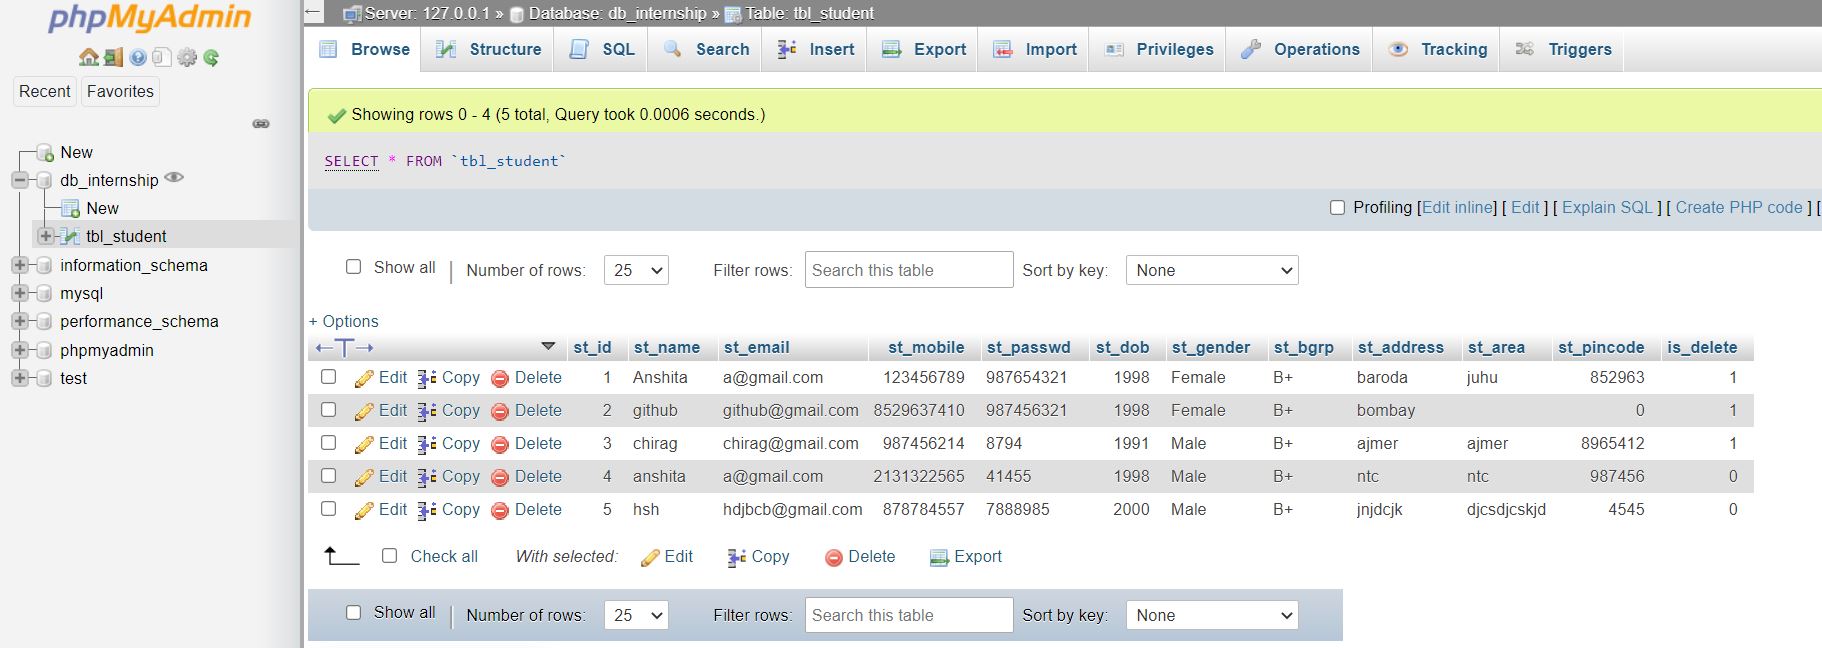 phpMyAdmin
Recent Favorites
New
db_internship
New
tbl_student
information_schema
mysql
performance_schema
phpmyadmin
test
Server: 127.0.0.1 » Database: db_internship » Table: tbl_student
Browse Structure SQL Search Insert Export Import Privileges Operations Tracking Triggers
Showing rows 0 - 4 (5 total, Query took 0.0006 seconds.)
SELECT * FROM `tbl_student`
Profiling [Edit inline] [ Edit ] [ Explain SQL ] [ Create PHP code ] [
Show all | Number of rows: 25 Filter rows: Search this table Sort by key: None
+ Options
←T→ st_id st_name st_email st_mobile st_passwd st_dob st_gender st_bgrp st_address st_area st_pincode is_delete
Edit Copy Delete 1 Anshita a@gmail.com 123456789 987654321 1998 Female B+ baroda juhu 852963 1
Edit Copy Delete 2 github github@gmail.com 8529637410 987456321 1998 Female B+ bombay 0 1
Edit Copy Delete 3 chirag chirag@gmail.com 987456214 8794 1991 Male B+ ajmer ajmer 8965412 1
Edit Copy Delete 4 anshita a@gmail.com 2131322565 41455 1998 Male B+ ntc ntc 987456 0
Edit Copy Delete 5 hsh hdjbcb@gmail.com 878784557 7888985 2000 Male B+ jnjdcjk djcsdjcskjd 4545 0
Check all With selected: Edit Copy Delete Export
Show all | Number of rows: 25 Filter rows: Search this table Sort by key: None